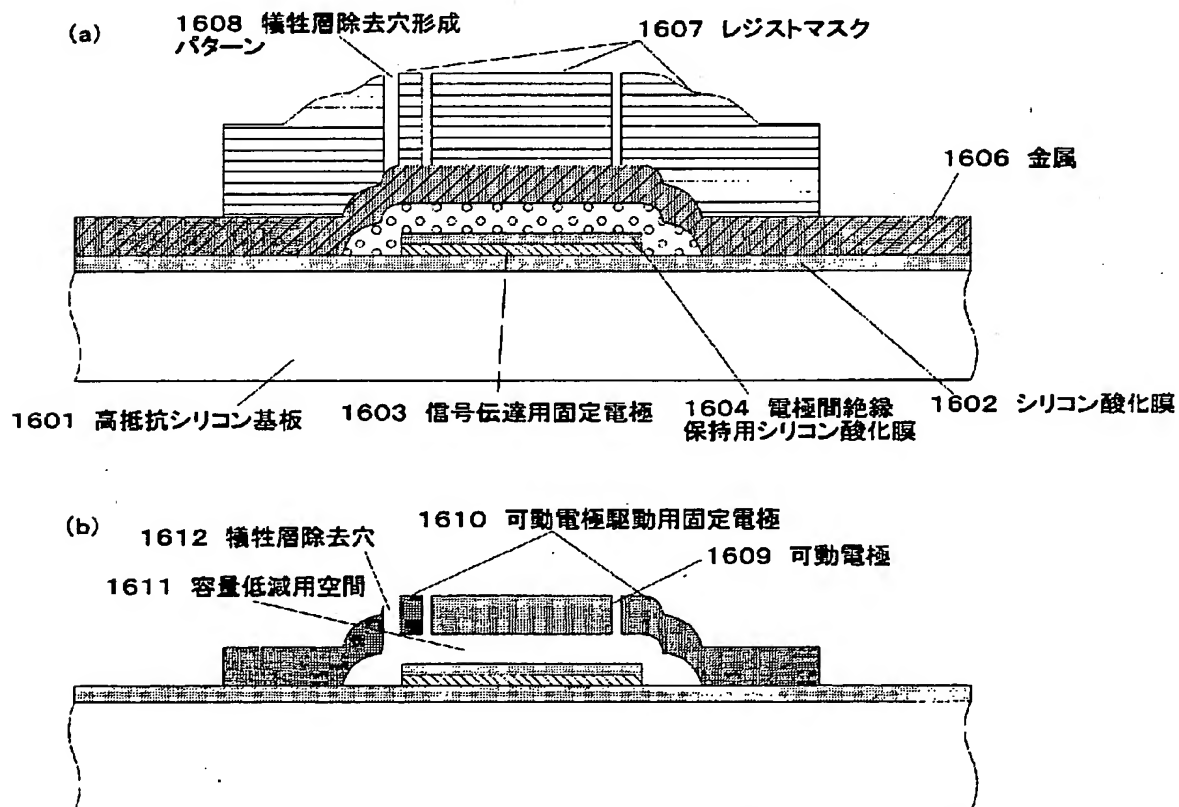 (a)
1608 犠牲層除去穴形成
パターン
1607 レジストマスク
1606 金属
1601 高抵抗シリコン基板
1603 信号伝達用固定電極
1604 電極間絶縁
保持用シリコン酸化膜
1602 シリコン酸化膜
(b)
1612 犠牲層除去穴
1611 容量低減用空間
1610 可動電極駆動用固定電極
1609 可動電極